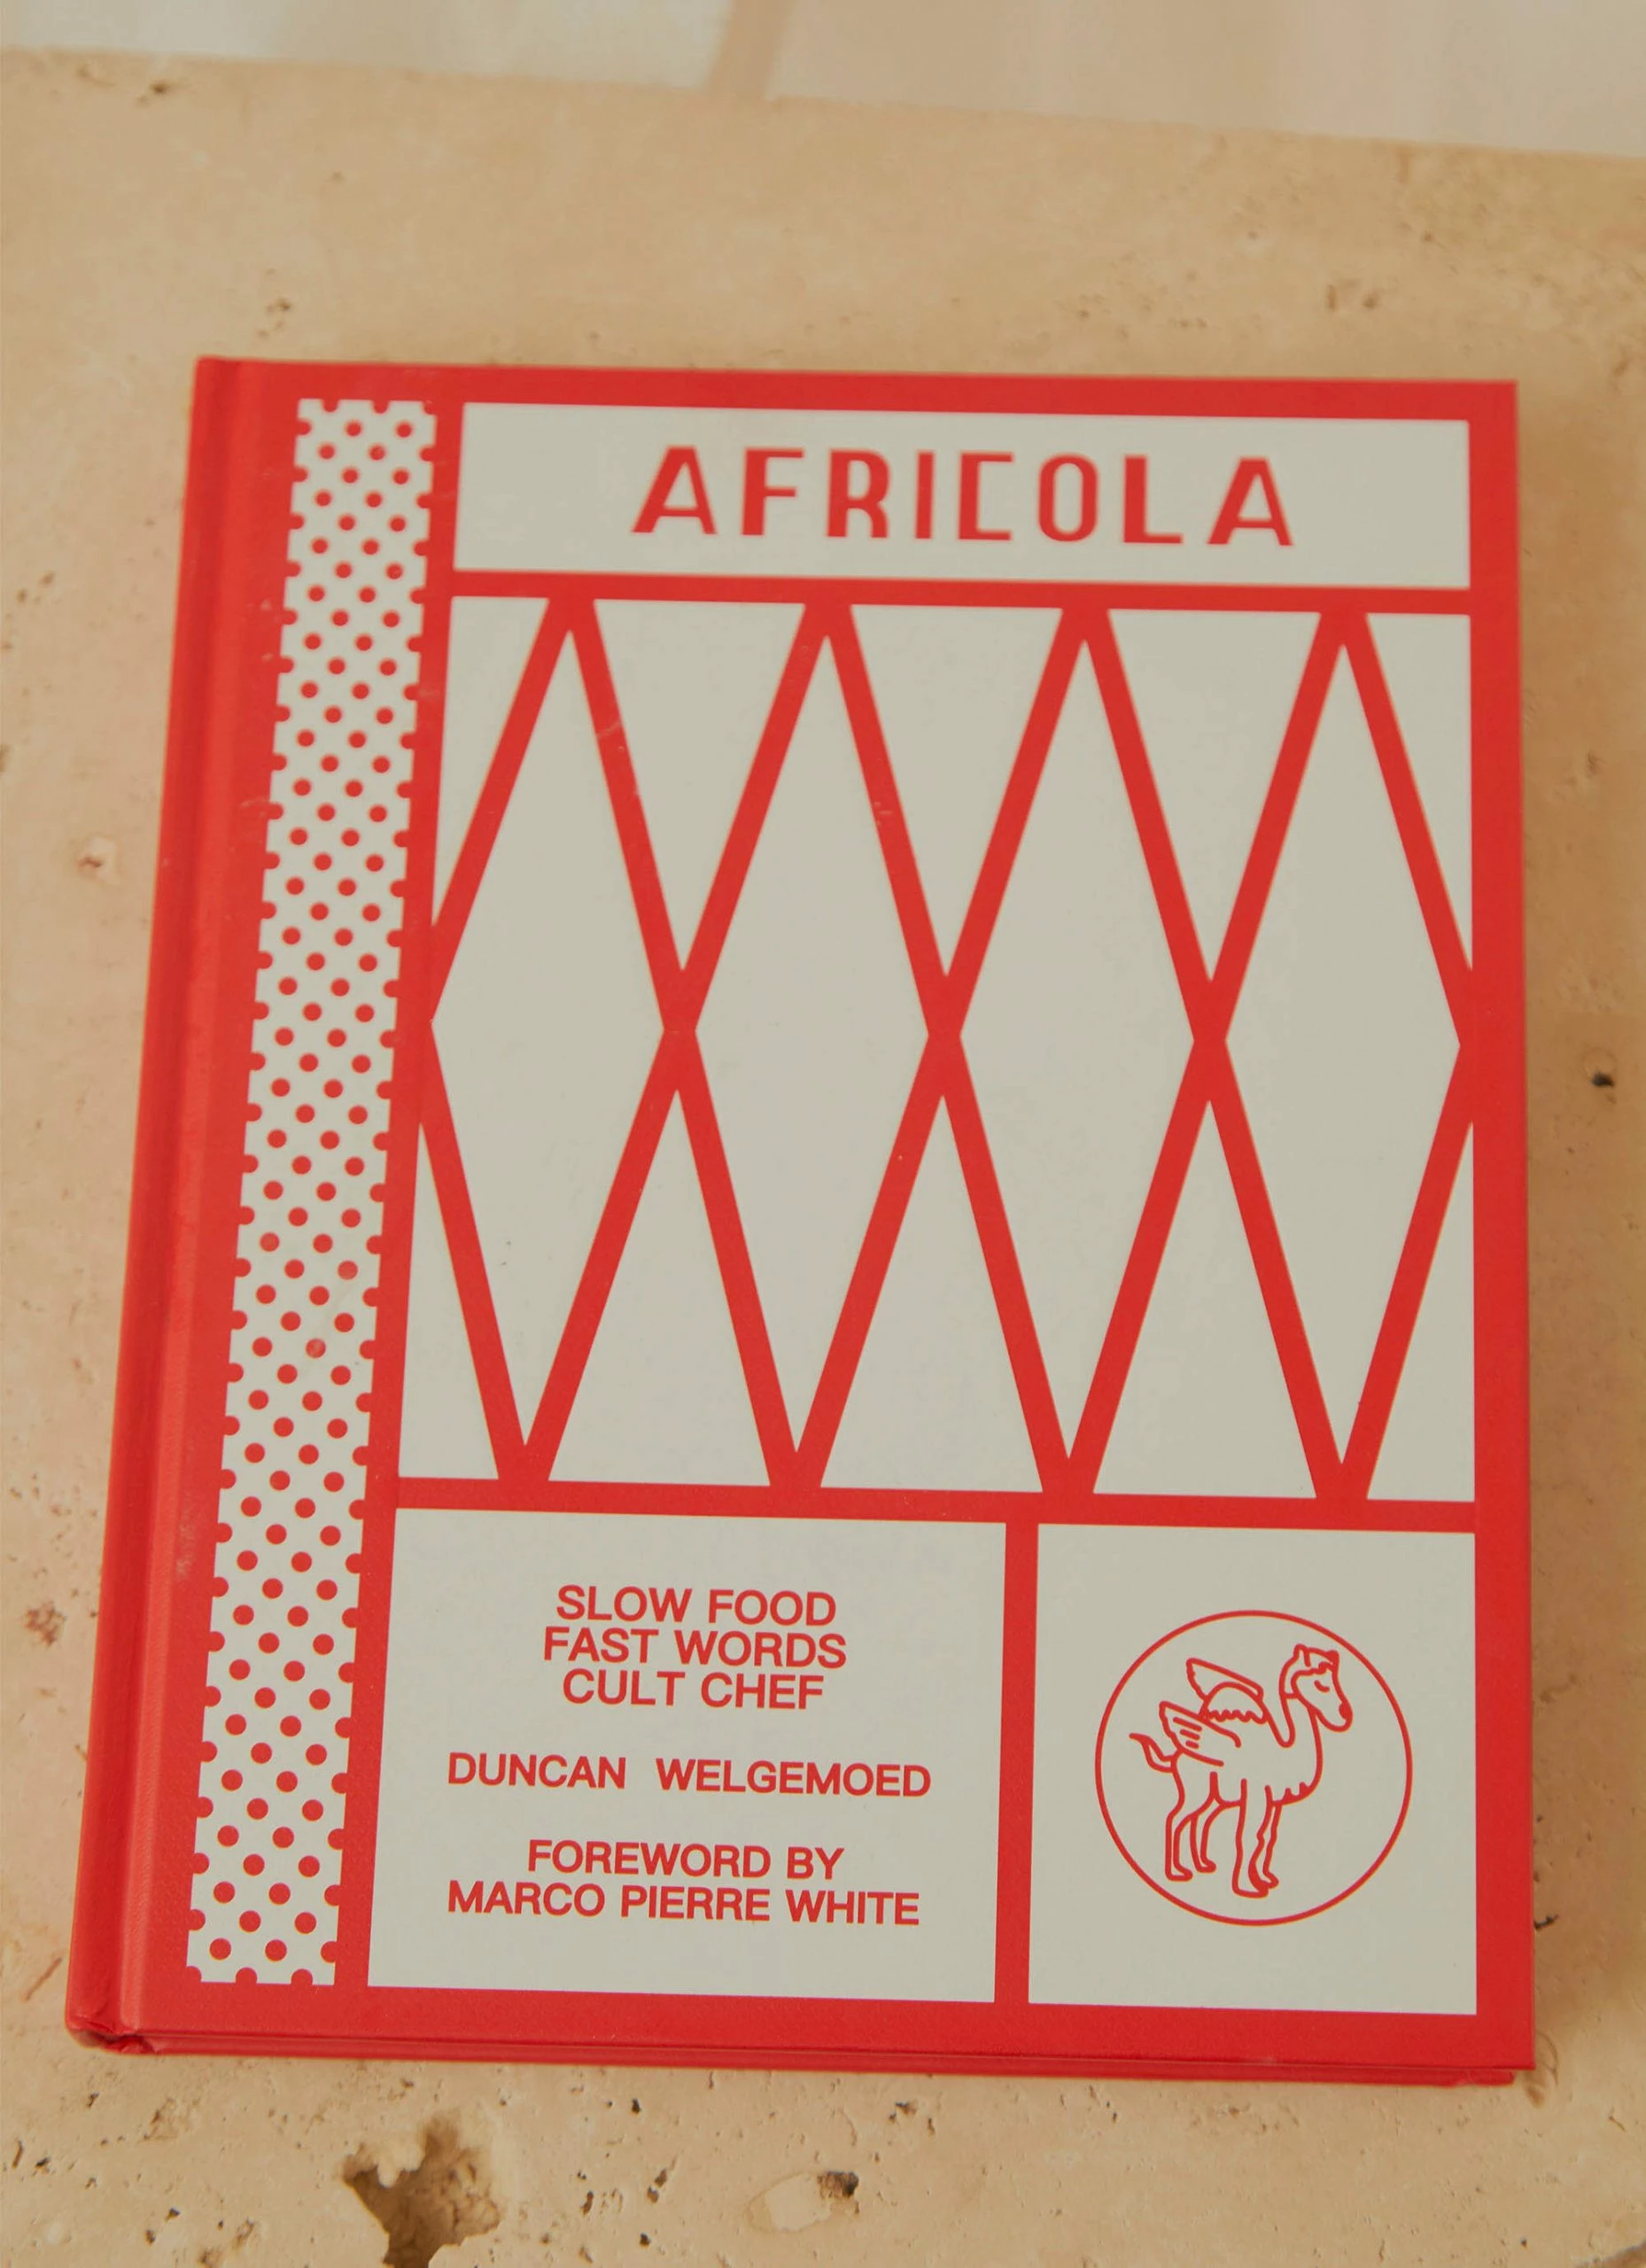 AFRICOLA
SLOW FOOD
FAST WORDS
CULT CHEF
DUNCAN WELGEMOED
FOREWORD BY
MARCO PIERRE WHITE